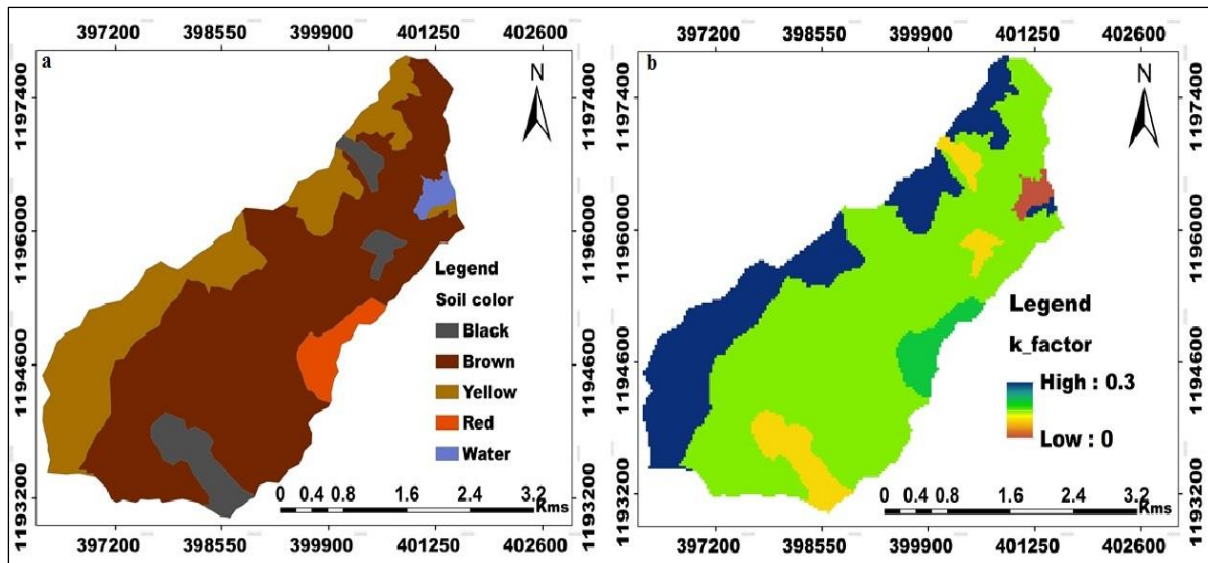 397200 399900 401250 402600
398550
a
N
1197400
1196000
1194600
1193200
Legend
Soil color
Black
Brown
Yellow
Red
Water
0 0.4 0.8 1.6 2.4 3.2
Kms
397200 398550 399900 401250 402600
397200 399900 401250 402600
398550
b
N
1197400
1196000
1194600
1193200
Legend
k_factor
High : 0.3
Low : 0
0 0.4 0.8 1.6 2.4 3.2
Kms
397200 398550 399900 401250 402600
1197400
1196000
1194600
1193200